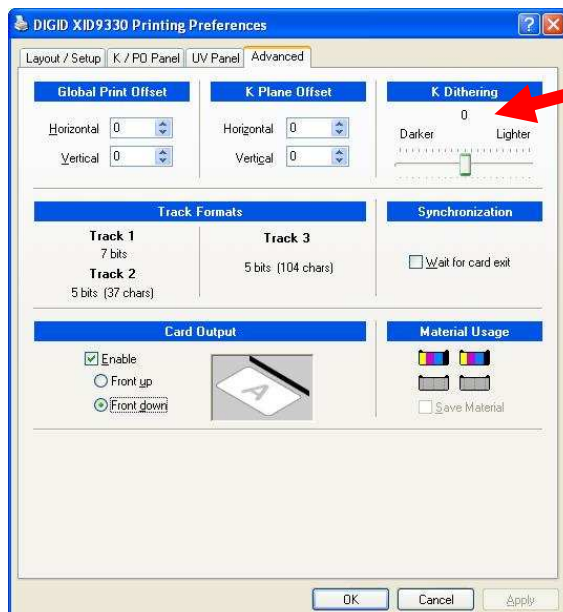 DIGID XID9330 Printing Preferences
Layout / Setup K / PO Panel UV Panel Advanced
Global Print Offset K Plane Offset K Dithering
0
Darker Lighter
Horizontal 0 Horizontal 0
Vertical 0 Vertical 0
Track Formats Synchronization
Track 1
7 bits
Track 2
5 bits (37 chars)
Track 3
5 bits (104 chars)
Wait for card exit
Card Output Material Usage
Enable
Front up
Front down
A
Save Material
OK Cancel Apply